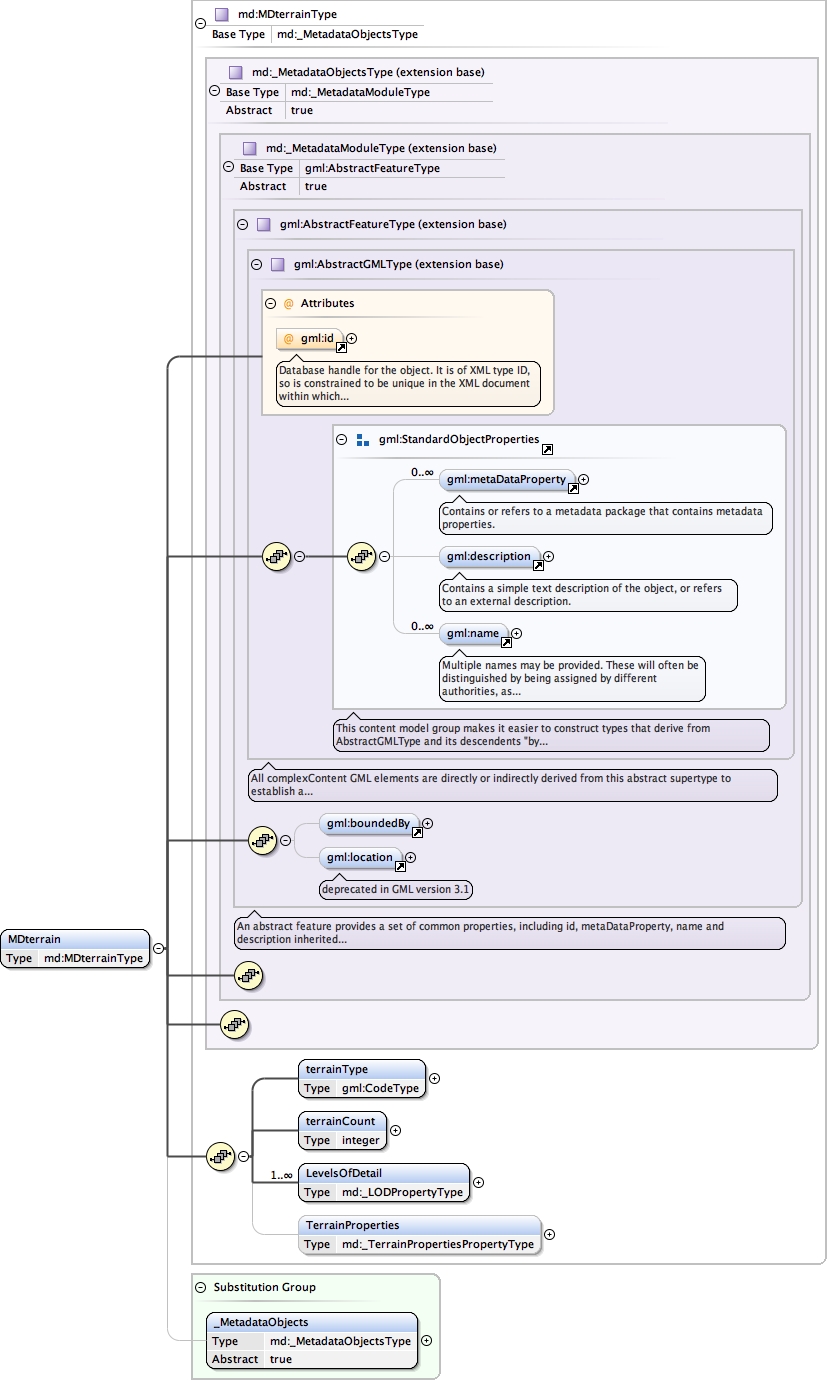 md:MDterrainType
Base Type md:_MetadataObjectsType
md:_MetadataObjectsType (extension base)
Base Type md:_MetadataModuleType
Abstract true
md:_MetadataModuleType (extension base)
Base Type gml:AbstractFeatureType
Abstract true
gml:AbstractFeatureType (extension base)
gml:AbstractGMLType (extension base)
@ Attributes
@ gml:id
Database handle for the object. It is of XML type ID,
so is constrained to be unique in the XML document
within which...
gml:StandardObjectProperties
0..∞
gml:metaDataProperty
Contains or refers to a metadata package that contains metadata
properties.
gml:description
Contains a simple text description of the object, or refers
to an external description.
0..∞
gml:name
Multiple names may be provided. These will often be
distinguished by being assigned by different
authorities, as...
This content model group makes it easier to construct types that derive from
AbstractGMLType and its descendents "by...
All complexContent GML elements are directly or indirectly derived from this abstract supertype to
establish a...
gml:boundedBy
gml:location
deprecated in GML version 3.1
An abstract feature provides a set of common properties, including id, metaDataProperty, name and
description inherited...
MDterrain
Type md:MDterrainType
terrainType
Type gml:CodeType
terrainCount
Type integer
1..∞
LevelsOfDetail
Type md:_LODPropertyType
TerrainProperties
Type md:_TerrainPropertiesPropertyType
Substitution Group
_MetadataObjects
Type md:_MetadataObjectsType
Abstract true